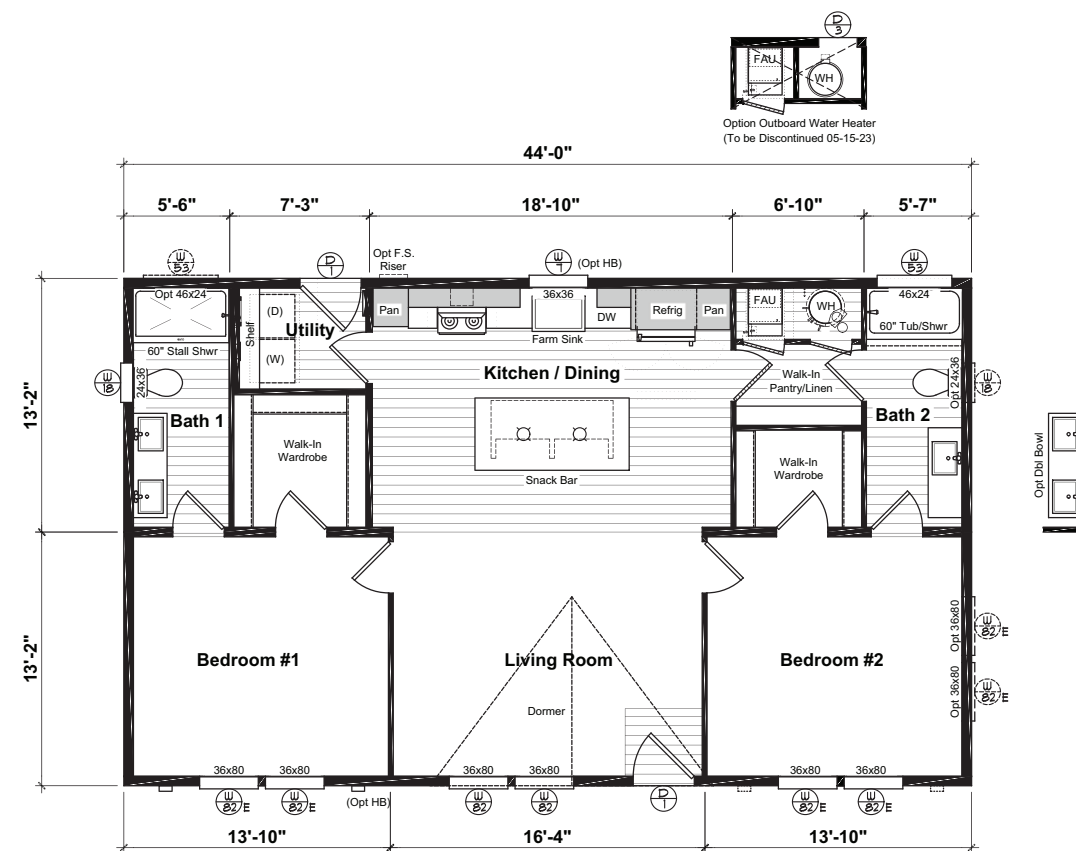 D
3
FAU
WH
Option Outboard Water Heater
(To be Discontinued 05-15-23)
44'-0"
5'-6"
7'-3"
18'-10"
6'-10"
5'-7"
W
53
D
1
Opt F.S.
Riser
W
7
(Opt HB)
W
53
Opt 46x24
60" Stall Shwr
Shelf
(D)
(W)
Utility
Pan
36x36
Farm Sink
DW
Refrig
Pan
FAU
WH
46x24
60" Tub/Shwr
W
18
24x36
Bath 1
Kitchen / Dining
Walk-In
Pantry/Linen
Opt 24x36
W
18
Bath 2
13'-2"
Walk-In
Wardrobe
Snack Bar
Walk-In
Wardrobe
Opt Dbl Bowl
13'-2"
Bedroom #1
Living Room
Bedroom #2
Dormer
Opt 36x80
W
82 E
Opt 36x80
W
82 E
36x80
36x80
36x80
36x80
36x80
36x80
W
82 E
W
82 E
(Opt HB)
W
82
W
82
D
1
W
82 E
W
82 E
13'-10"
16'-4"
13'-10"